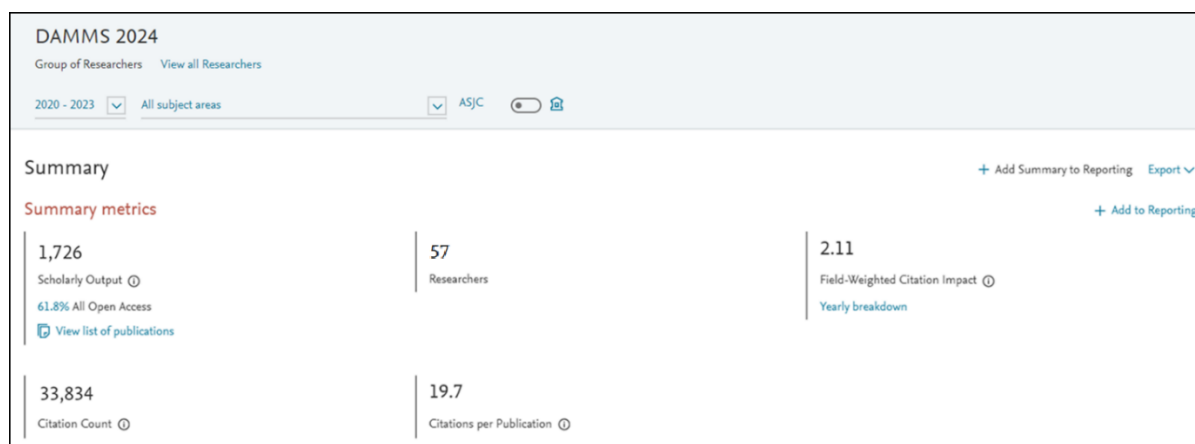 DAMMS 2024
Group of Researchers View all Researchers
2020 - 2023 All subject areas ASJC
Summary
+ Add Summary to Reporting Export
Summary metrics
+ Add to Reporting
1,726
Scholarly Output
61.8% All Open Access
View list of publications
57
Researchers
2.11
Field-Weighted Citation Impact
Yearly breakdown
33,834
Citation Count
19.7
Citations per Publication